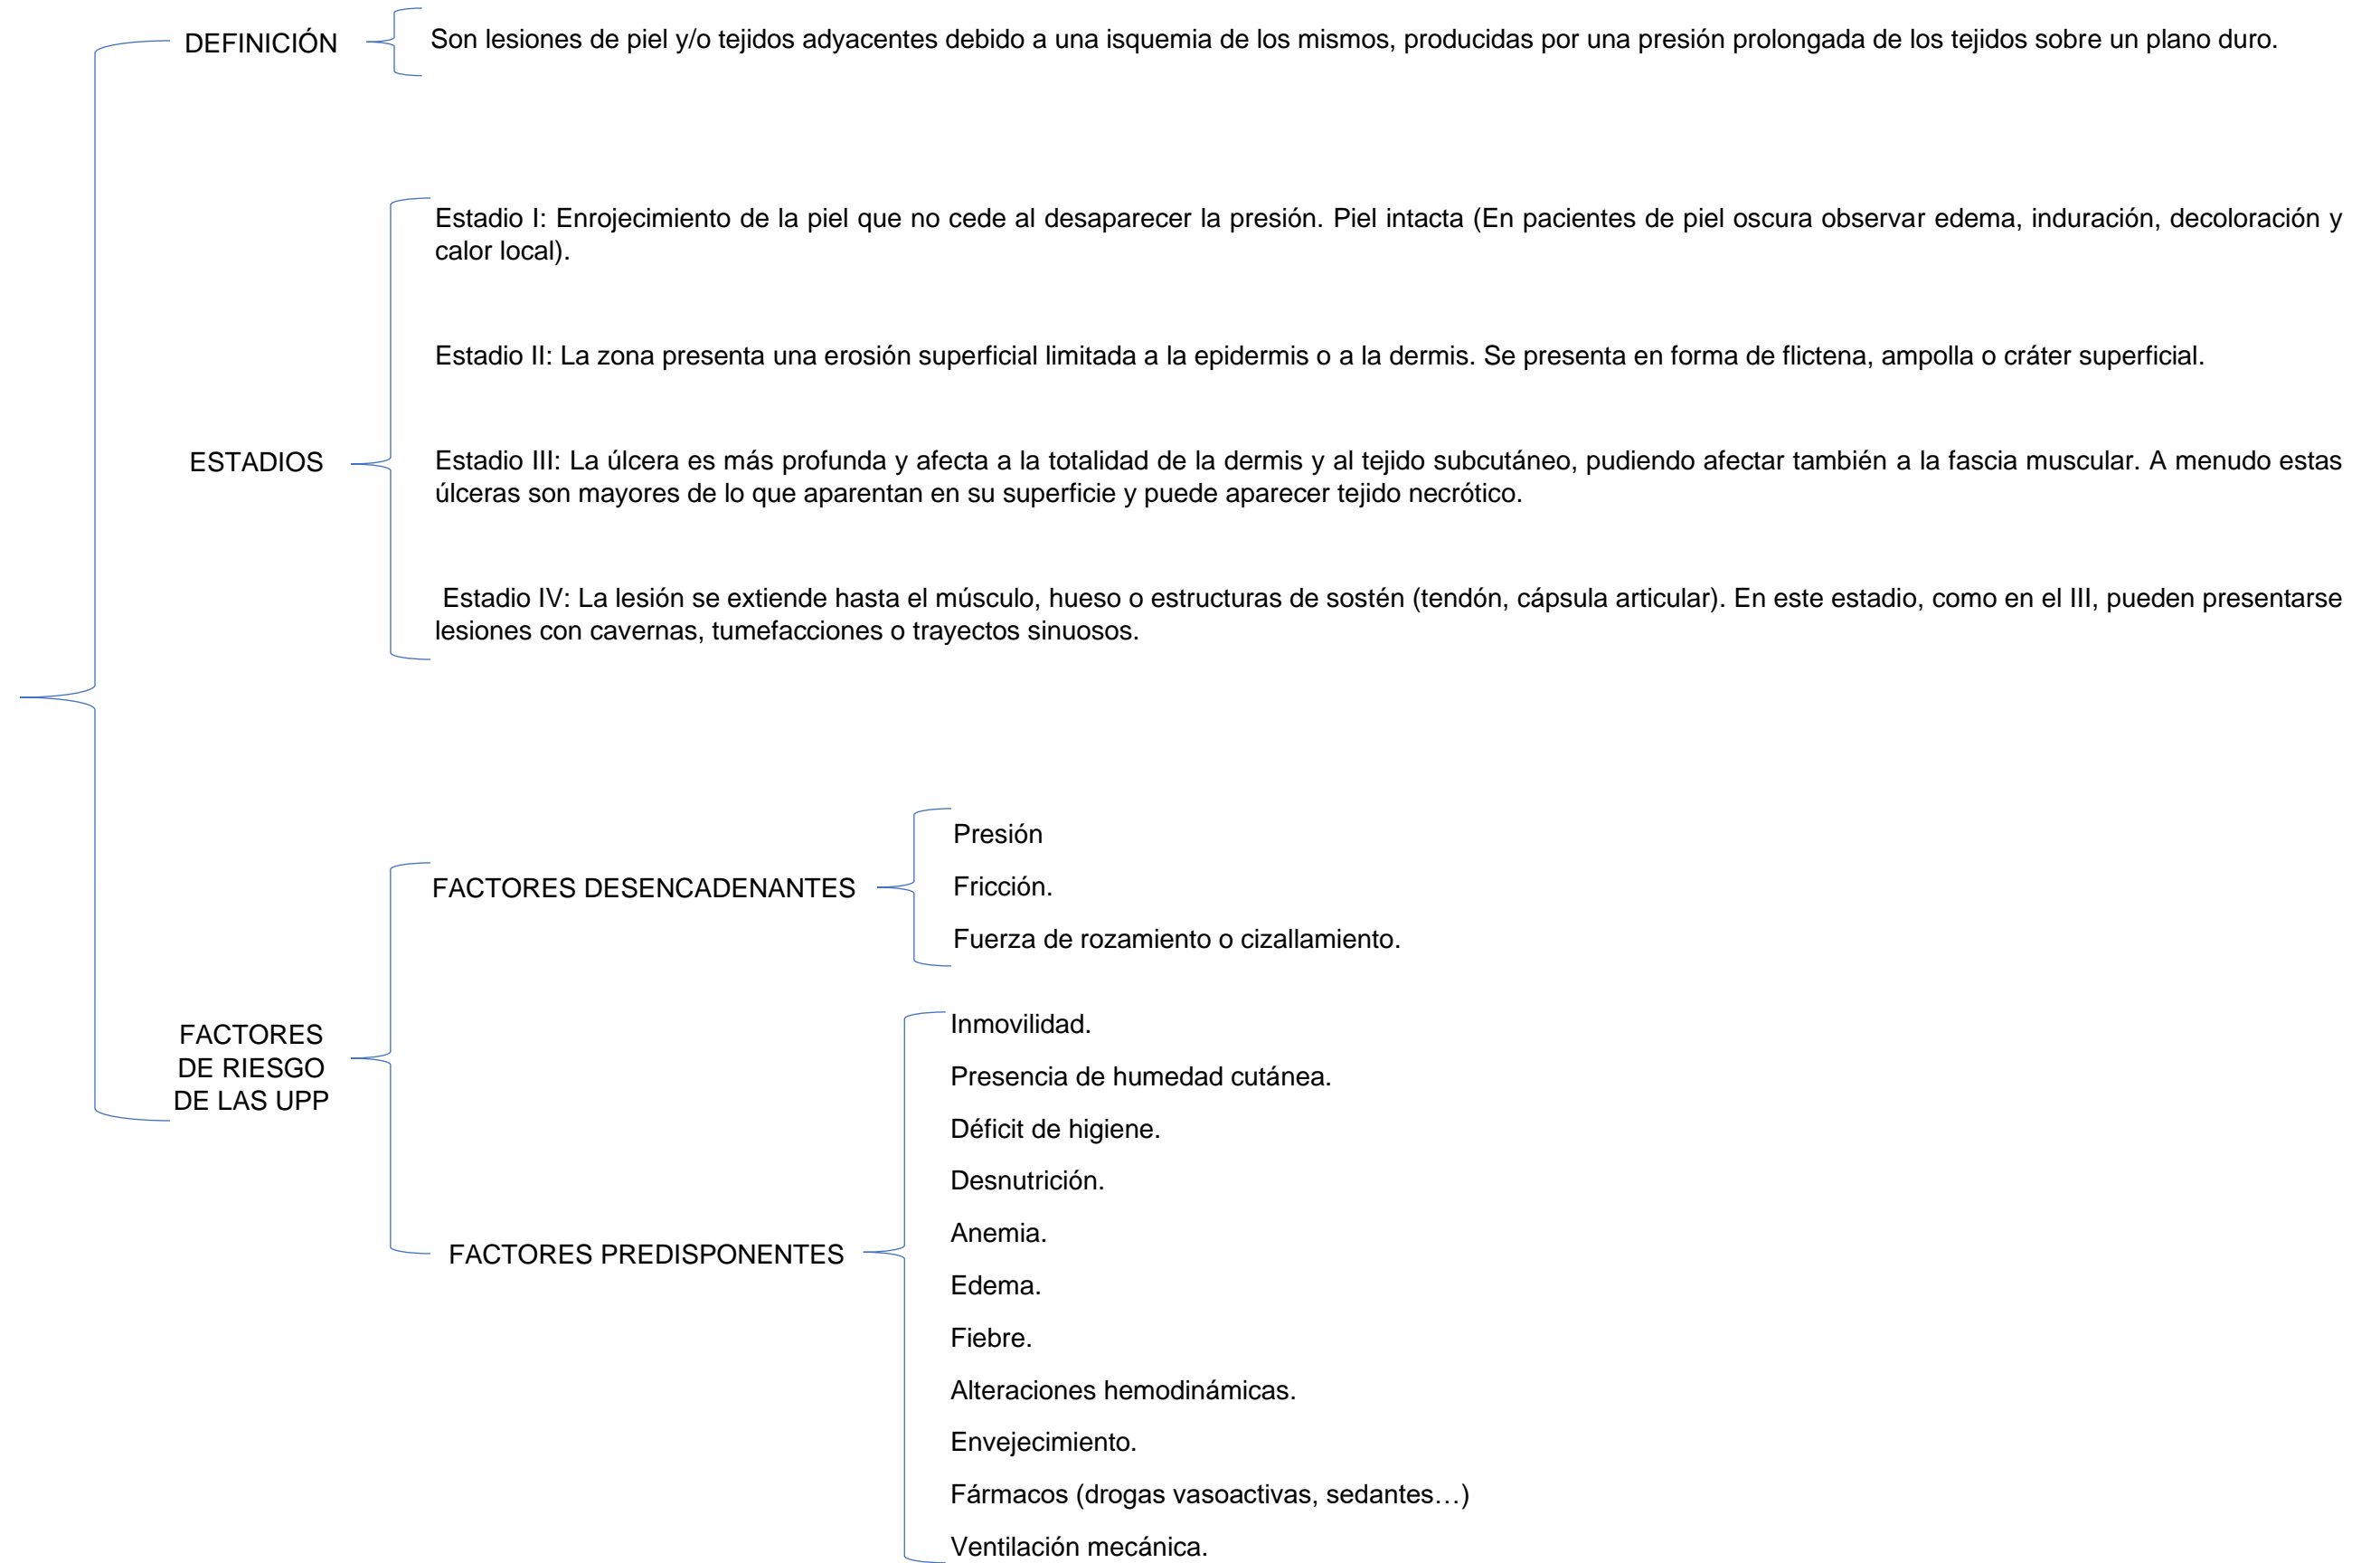 DEFINICIÓN
Son lesiones de piel y/o tejidos adyacentes debido a una isquemia de los mismos, producidas por una presión prolongada de los tejidos sobre un plano duro.
ESTADIOS
Estadio I: Enrojecimiento de la piel que no cede al desaparecer la presión. Piel intacta (En pacientes de piel oscura observar edema, induración, decoloración y
calor local).
Estadio II: La zona presenta una erosión superficial limitada a la epidermis o a la dermis. Se presenta en forma de flictena, ampolla o cráter superficial.
Estadio III: La úlcera es más profunda y afecta a la totalidad de la dermis y al tejido subcutáneo, pudiendo afectar también a la fascia muscular. A menudo estas
úlceras son mayores de lo que aparentan en su superficie y puede aparecer tejido necrótico.
Estadio IV: La lesión se extiende hasta el músculo, hueso o estructuras de sostén (tendón, cápsula articular). En este estadio, como en el III, pueden presentarse
lesiones con cavernas, tumefacciones o trayectos sinuosos.
FACTORES
DE RIESGO
DE LAS UPP
FACTORES DESENCADENANTES
Presión
Fricción.
Fuerza de rozamiento o cizallamiento.
FACTORES PREDISPONENTES
Inmovilidad.
Presencia de humedad cutánea.
Déficit de higiene.
Desnutrición.
Anemia.
Edema.
Fiebre.
Alteraciones hemodinámicas.
Envejecimiento.
Fármacos (drogas vasoactivas, sedantes…)
Ventilación mecánica.